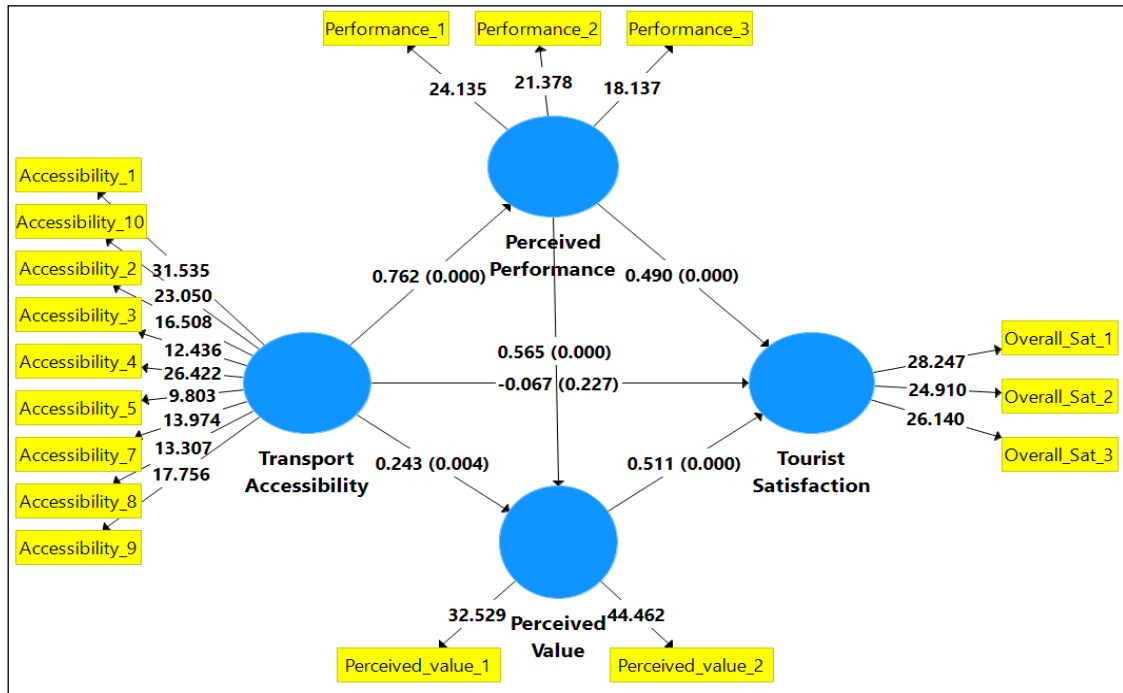 Performance_1
Performance_2
Performance_3
24.135
21.378
18.137
Accessibility_1
Accessibility_10
Accessibility_2
Accessibility_3
Accessibility_4
Accessibility_5
Accessibility_7
Accessibility_8
Accessibility_9
31.535
23.050
16.508
12.436
26.422
9.803
13.974
13.307
17.756
Perceived
Performance
0.762 (0.000)
0.490 (0.000)
0.565 (0.000)
-0.067 (0.227)
Transport
Accessibility
0.243 (0.004)
0.511 (0.000)
Tourist
Satisfaction
28.247
24.910
26.140
Overall_Sat_1
Overall_Sat_2
Overall_Sat_3
32.529
44.462
Perceived
Value
Perceived_value_1
Perceived_value_2